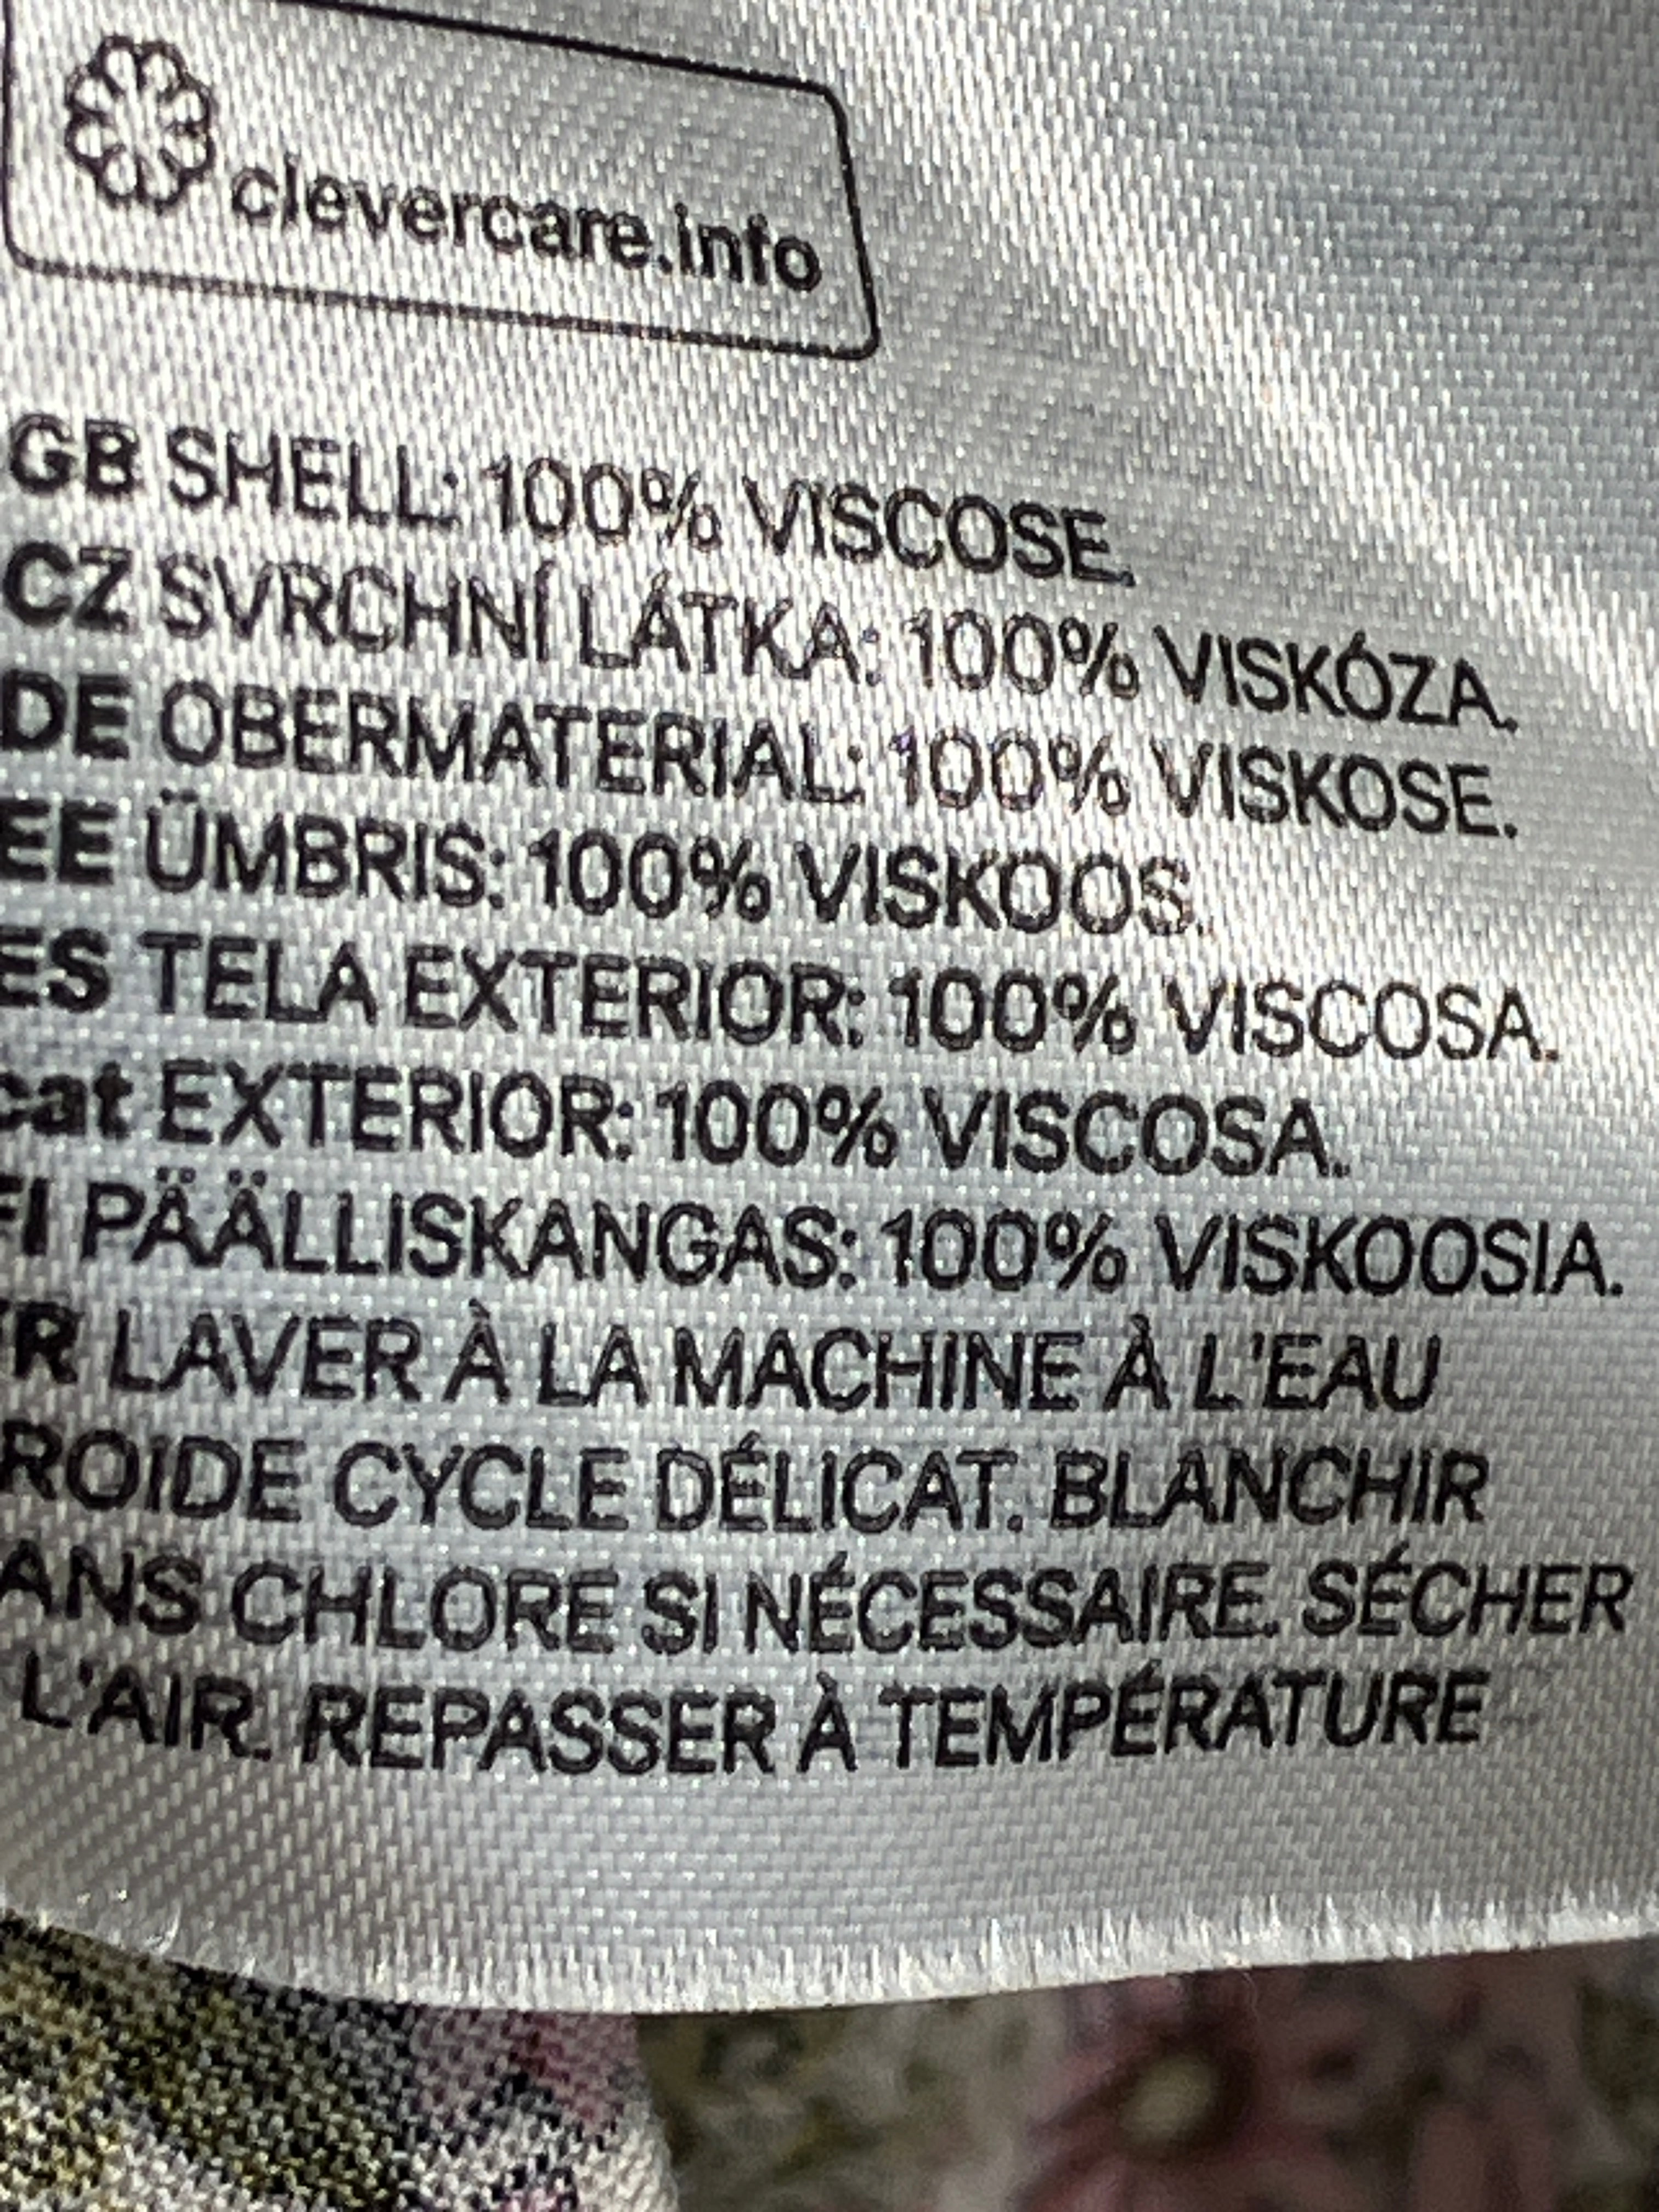 clevercare.info
GB SHELL: 100% VISCOSE.
CZ SVRCHNÍ LÁTKA: 100% VISKÓZA.
DE OBERMATERIAL: 100% VISKOSE.
EE ÜMBRIS: 100% VISKOOS.
ES TELA EXTERIOR: 100% VISCOSA.
cat EXTERIOR: 100% VISCOSA.
FI PÄÄLLISKANGAS: 100% VISKOOSIA.
R LAVER À LA MACHINE À L'EAU
ROIDE CYCLE DÉLICAT. BLANCHIR
ANS CHLORE SI NÉCESSAIRE. SÉCHER
L'AIR. REPASSER À TEMPÉRATURE